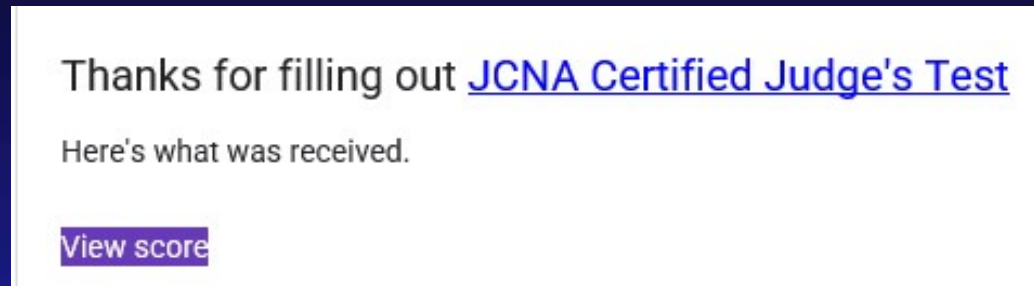 Thanks for filling out JCNA Certified Judge's Test
Here's what was received.
View score